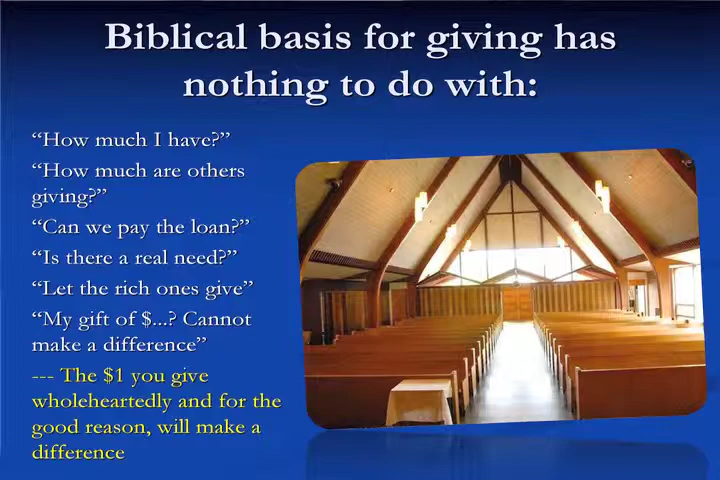 Biblical basis for giving has
nothing to do with:
“How much I have?”
“How much are others
giving?”
“Can we pay the loan?”
“Is there a real need?”
“Let the rich ones give”
“My gift of $...? Cannot
make a difference”
--- The $1 you give
wholeheartedly and for the
good reason, will make a
difference